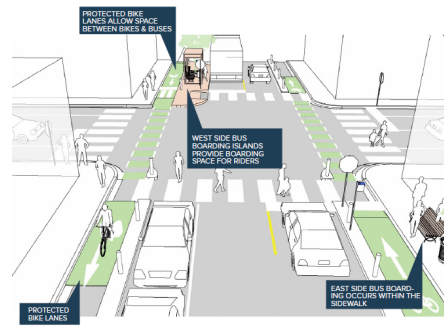 PROTECTED BIKE
LANES ALLOW SPACE
BETWEEN BIKES & BUSES
WEST SIDE BUS
BOARDING ISLANDS
PROVIDE BOARDING
SPACE FOR RIDERS
PROTECTED
BIKE LANES
EAST SIDE BUS BOARD-
ING OCCURS WITHIN THE
SIDEWALK